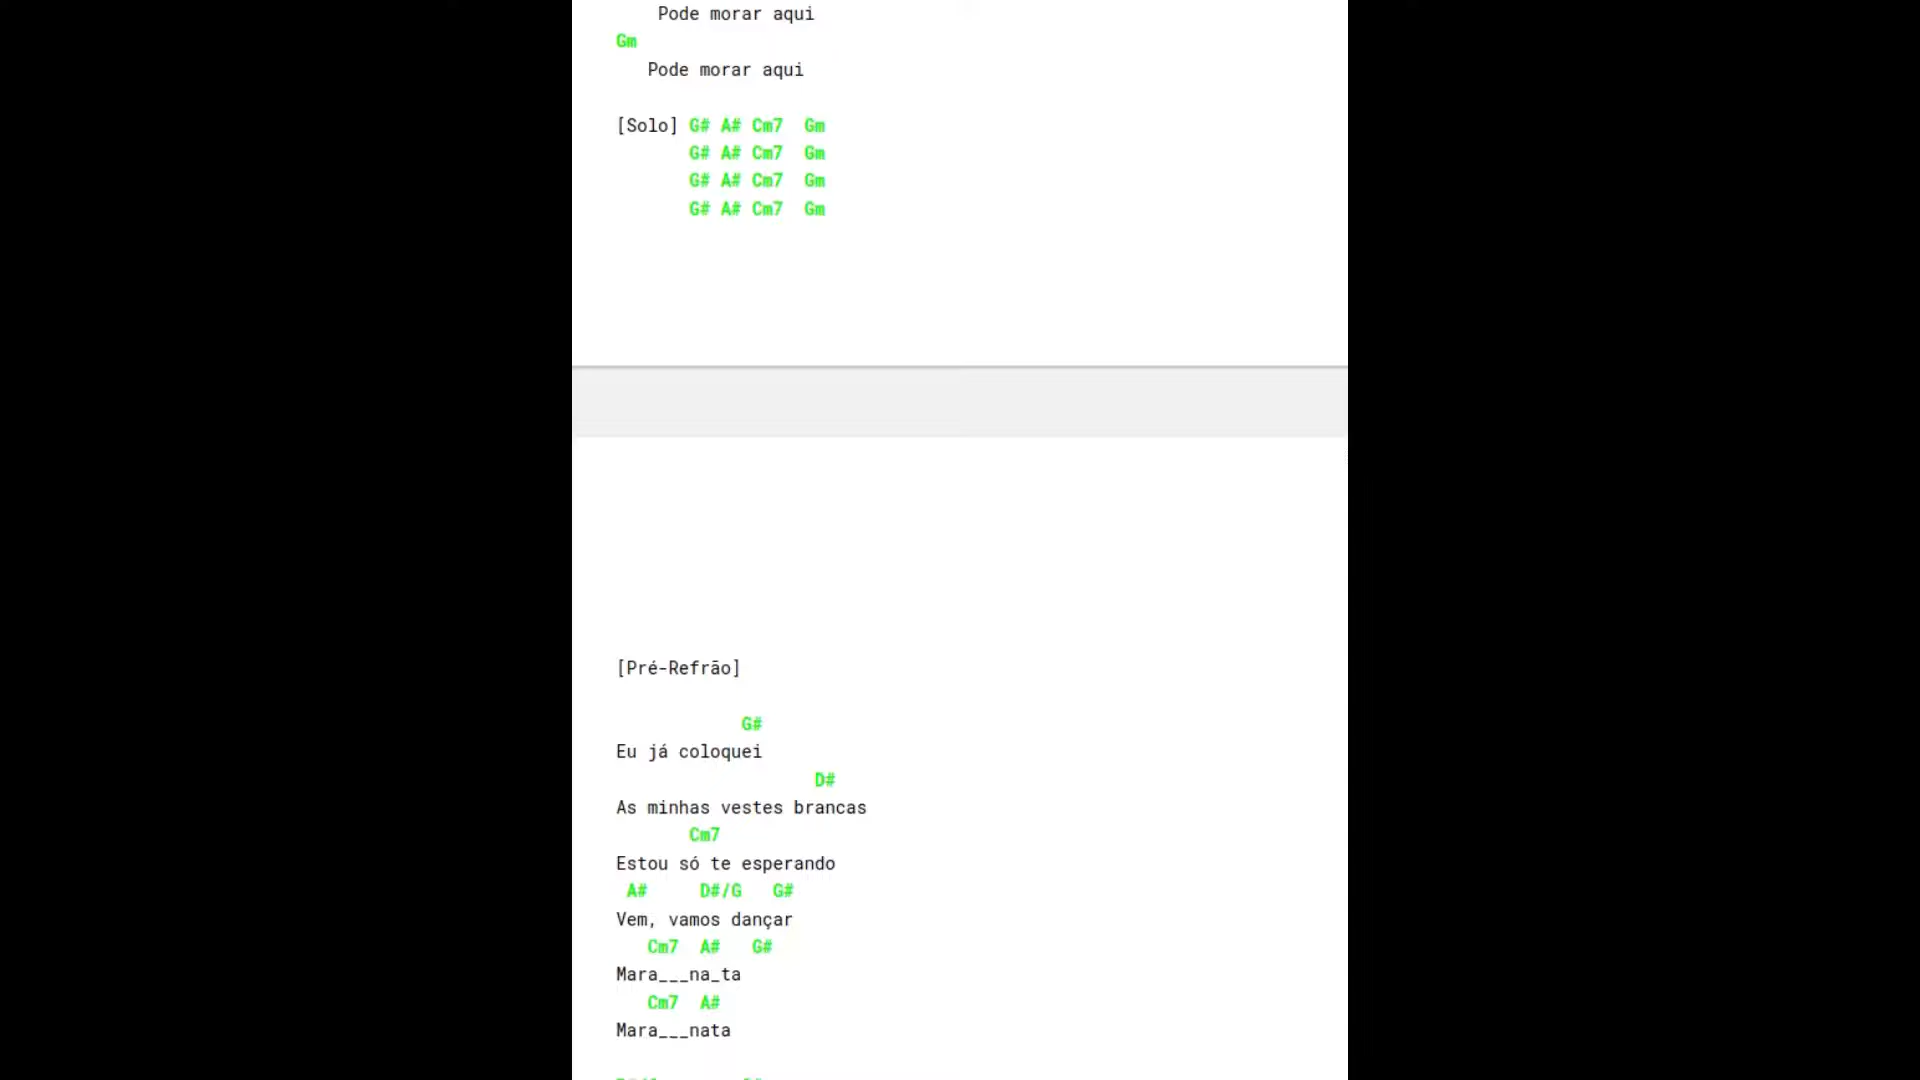 Pode morar aqui
Gm
Pode morar aqui
[Solo] G# A# Cm7 Gm
G# A# Cm7 Gm
G# A# Cm7 Gm
G# A# Cm7 Gm
[Pré-Refrão]
G#
Eu já coloquei
D#
As minhas vestes brancas
Cm7
Estou só te esperando
A# D#/G G#
Vem, vamos dançar
Cm7 A# G#
Mara___na_ta
Cm7 A#
Mara___nata